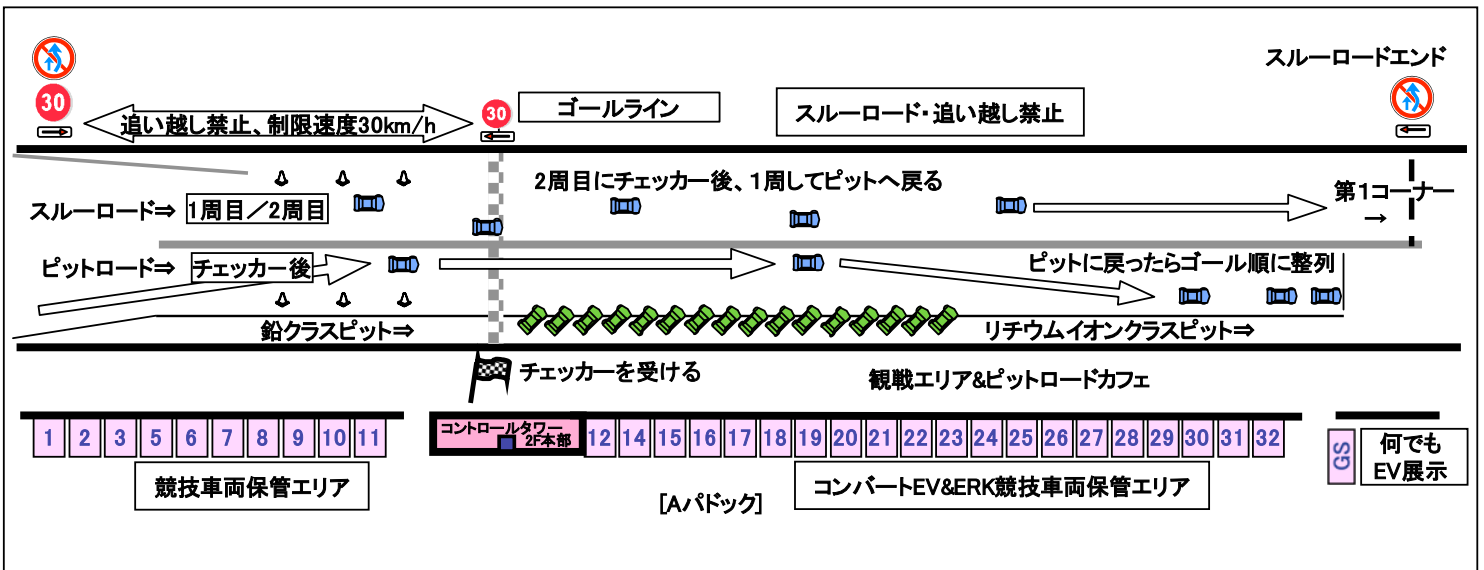 スルーロードエンド
30
追い越し禁止、制限速度30km/h
30
ゴールライン
スルーロード・追い越し禁止
2周目にチェッカー後、1周してピットへ戻る
スルーロード⇒
1周目／2周目
第1コーナー
→
ピットロード⇒
チェッカー後
ピットに戻ったらゴール順に整列
鉛クラスピット⇒
リチウムイオンクラスピット⇒
チェッカーを受ける
観戦エリア&ピットロードカフェ
1 2 3 5 6 7 8 9 10 11
コントロールタワー
2F本部
12 14 15 16 17 18 19 20 21 22 23 24 25 26 27 28 29 30 31 32
GS
何でも
EV展示
競技車両保管エリア
コンバートEV&ERK競技車両保管エリア
[Aパドック]